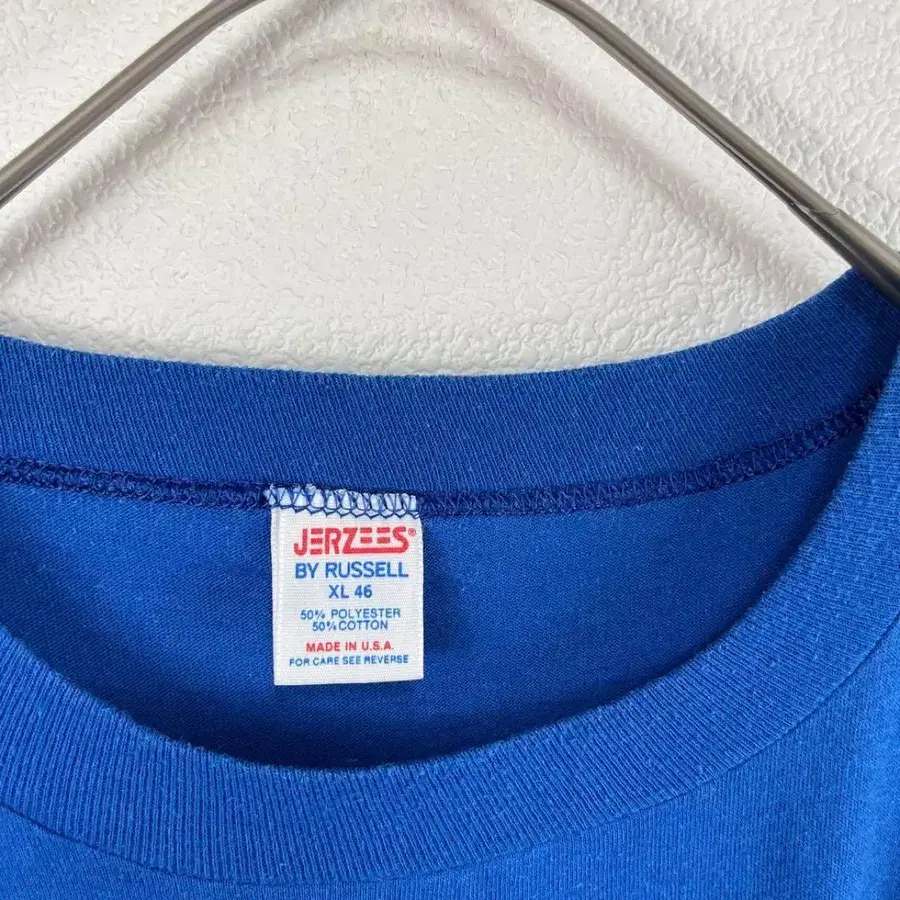 JERZEES®
BY RUSSELL
XL 46
50% POLYESTER
50% COTTON
MADE IN U.S.A.
FOR CARE SEE REVERSE